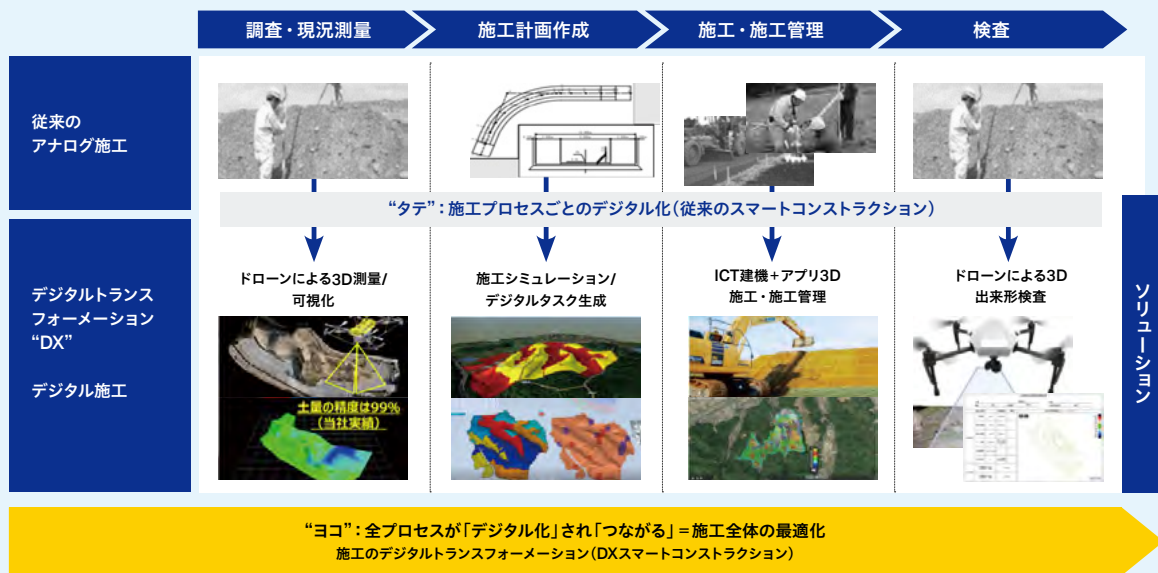 調査・現況測量
施工計画作成
施工・施工管理
検査
従来の
アナログ施工
“タテ”:施工プロセスごとのデジタル化(従来のスマートコンストラクション)
デジタルトランス
フォーメーション
“DX”
デジタル施工
ドローンによる3D測量/
可視化
施工シミュレーション/
デジタルタスク生成
ICT建機+アプリ3D
施工・施工管理
ドローンによる3D
出来形検査
土量の精度は99%
(当社実績)
ソリューション
“ヨコ”:全プロセスが「デジタル化」され「つながる」=施工全体の最適化
施工のデジタルトランスフォーメーション(DXスマートコンストラクション)